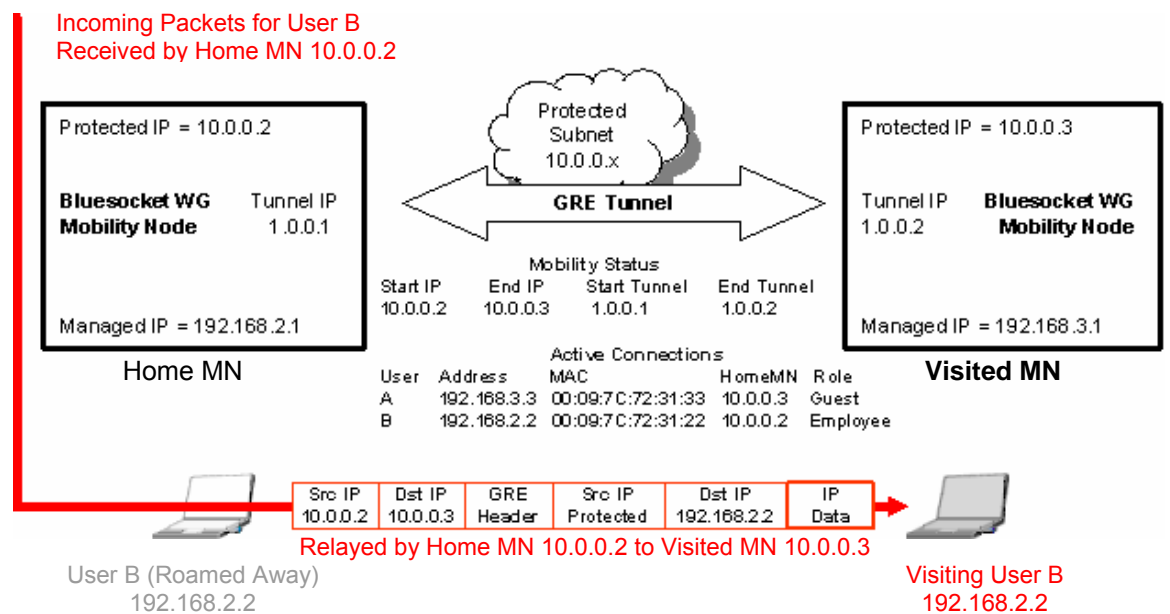 Incoming Packets for User B
Received by Home MN 10.0.0.2
Protected
Subnet
10.0.0.x
Protected IP = 10.0.0.2
Bluesocket WG Tunnel IP
Mobility Node 1.0.0.1
Managed IP = 192.168.2.1
Home MN
GRE Tunnel
Protected IP = 10.0.0.3
Tunnel IP Bluesocket WG
1.0.0.2 Mobility Node
Managed IP = 192.168.3.1
Visited MN
Mobility Status
Start IP End IP Start Tunnel End Tunnel
10.0.0.2 10.0.0.3 1.0.0.1 1.0.0.2
Active Connections
User Address MAC HomeMN Role
A 192.168.3.3 00:09:7C:72:31:33 10.0.0.3 Guest
B 192.168.2.2 00:09:7C:72:31:22 10.0.0.2 Employee
Src IP Dst IP GRE Src IP Dst IP IP
10.0.0.2 10.0.0.3 Header Protected 192.168.2.2 Data
Relayed by Home MN 10.0.0.2 to Visited MN 10.0.0.3
User B (Roamed Away)
192.168.2.2
Visiting User B
192.168.2.2